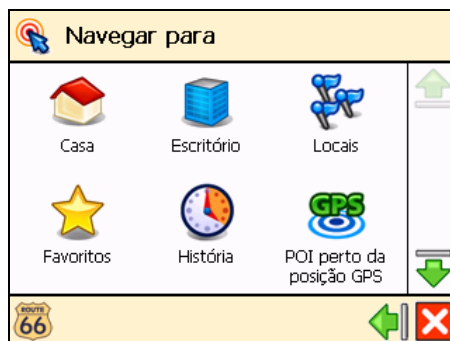 Navegar para
Casa
Escritório
Locais
GPS
Favoritos
História
POI perto da
posição GPS
ROUTE
66